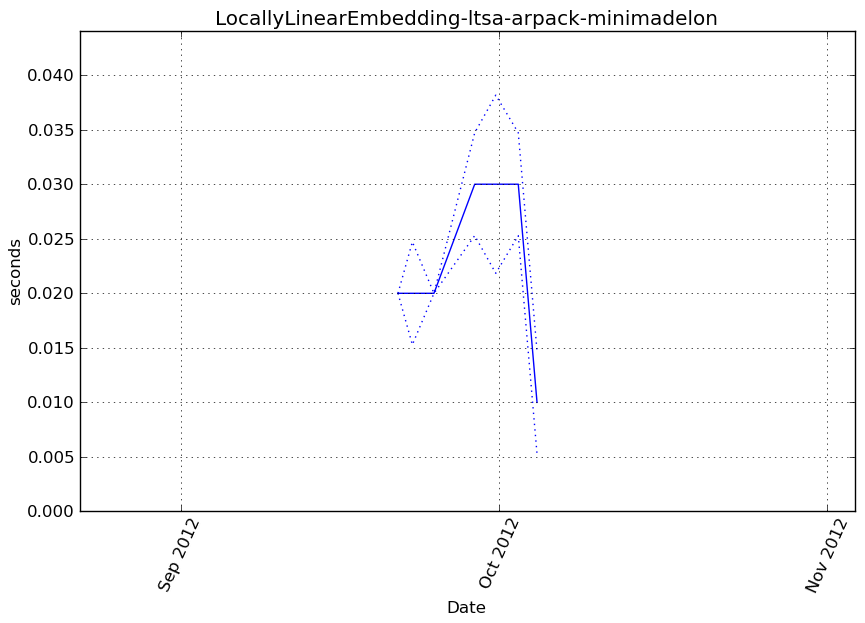 LocallyLinearEmbedding-ltsa-arpack-minimadelon
0.040
0.035
0.030
0.025
0.020
0.015
0.010
0.005
0.000
seconds
Sep 2012
Oct 2012
Nov 2012
Date